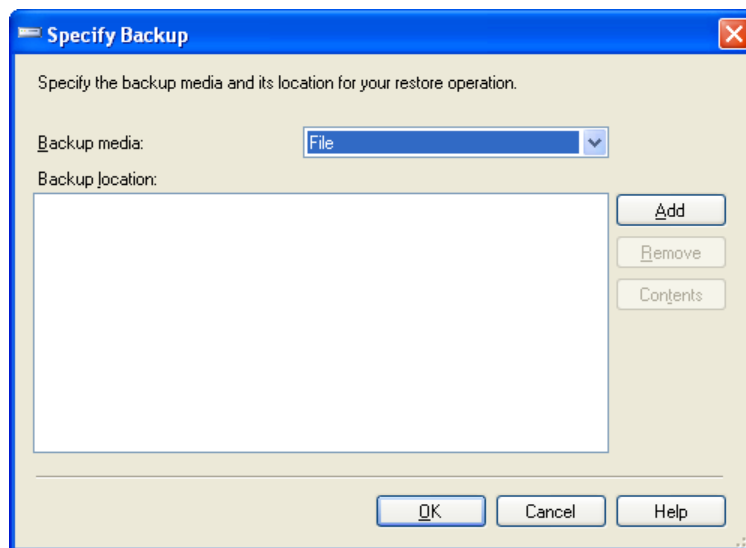 Specify Backup
Specify the backup media and its location for your restore operation.
Backup media:
File
Backup location:
Add
Remove
Contents
OK
Cancel
Help